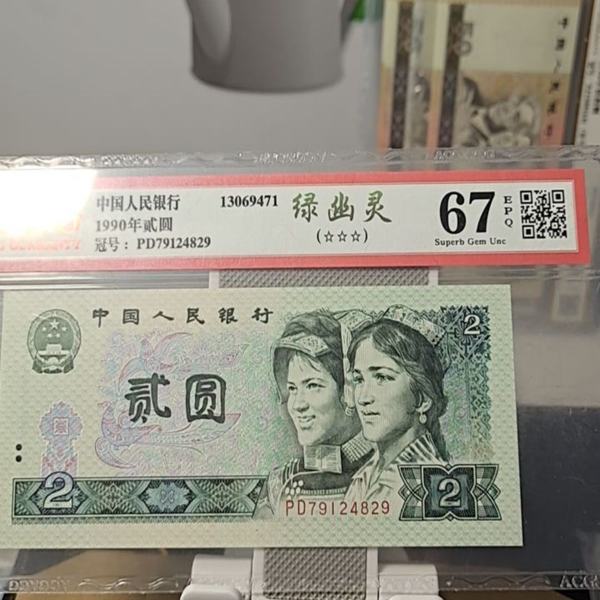 中国人民银行
1990年贰圆
冠号: PD79124829
13069471
绿幽灵
(☆☆☆)
67
EPQ
Superb Gem Unc
中国人民银行
2
贰圆
2
2
PD79124829
ACG